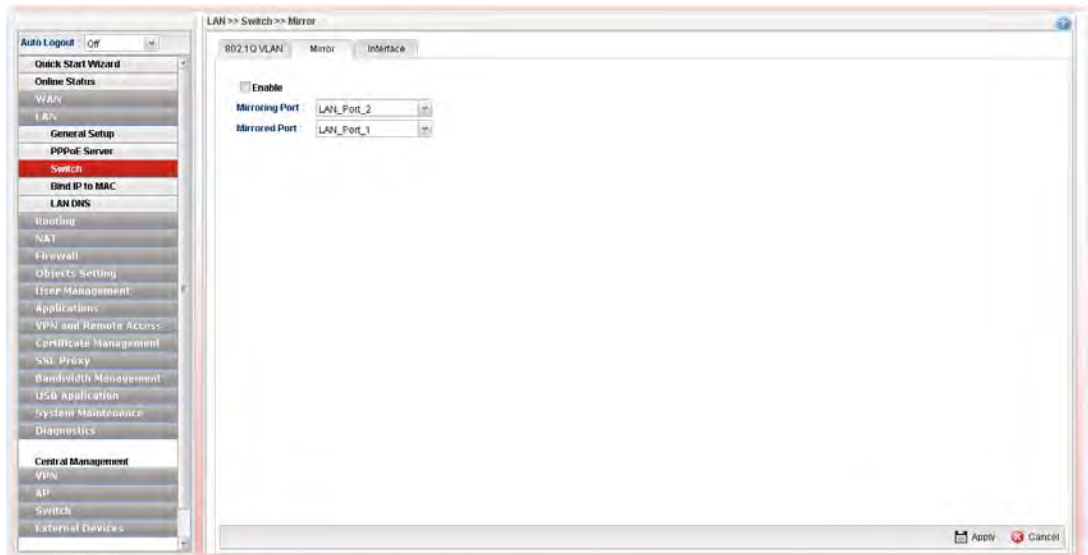 LAN >> Switch >> Mirror
Auto Logout : Off
Quick Start Wizard
Online Status
WAN
LAN
General Setup
PPPoE Server
Switch
Bind IP to MAC
LAN DNS
Routing
NAT
Firewall
Objects Setting
User Management
Applications
VPN and Remote Access
Certificate Management
SSL Proxy
Bandwidth Management
USB Application
System Maintenance
Diagnostics
Central Management
VPN
AP
Switch
External Devices
802.1Q VLAN Mirror Interface
Enable
Mirroring Port : LAN_Port_2
Mirrored Port : LAN_Port_1
Apply Cancel